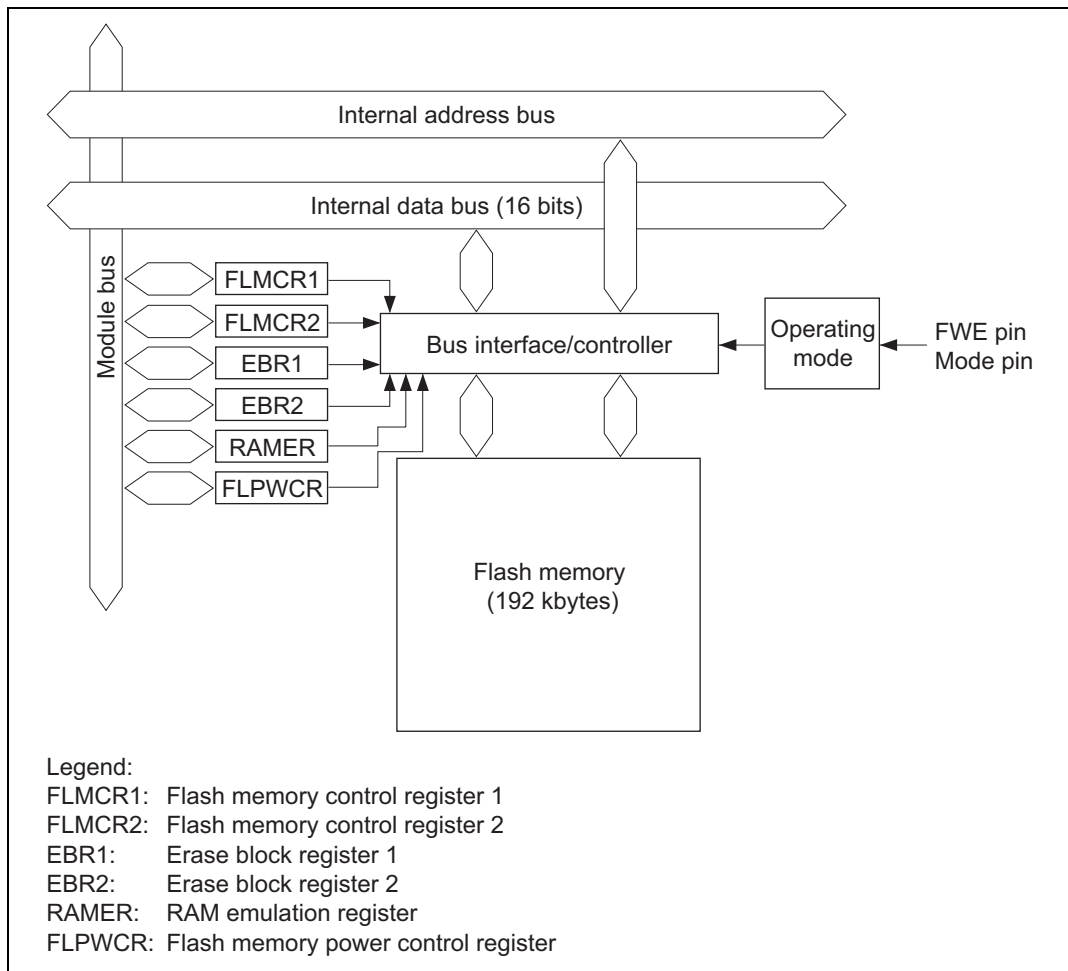 Internal address bus
Internal data bus (16 bits)
Module bus
FLMCR1
FLMCR2
EBR1
EBR2
RAMER
FLPWCR
Bus interface/controller
Operating
mode
FWE pin
Mode pin
Flash memory
(192 kbytes)
Legend:
FLMCR1: Flash memory control register 1
FLMCR2: Flash memory control register 2
EBR1: Erase block register 1
EBR2: Erase block register 2
RAMER: RAM emulation register
FLPWCR: Flash memory power control register